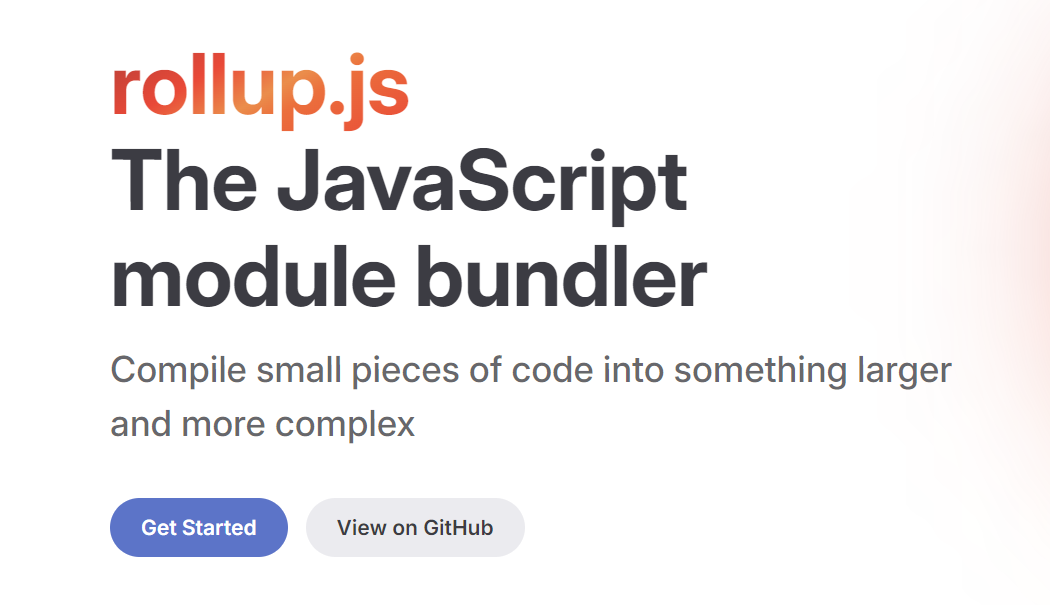 rollup.js
The JavaScript
module bundler
Compile small pieces of code into something larger
and more complex
Get Started
View on GitHub